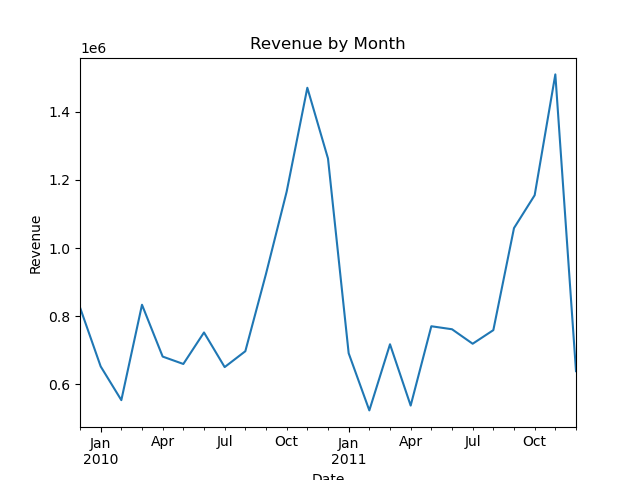 Revenue by Month
1e6
1.4
1.2
1.0
0.8
0.6
Revenue
Jan
2010
Apr
Jul
Oct
Jan
2011
Apr
Jul
Oct
Date